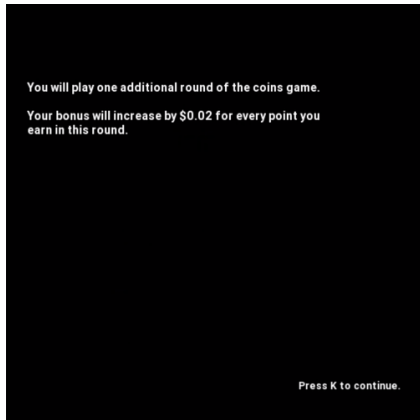 You will play one additional round of the coins game.
Your bonus will increase by $0.02 for every point you
earn in this round.
Press K to continue.